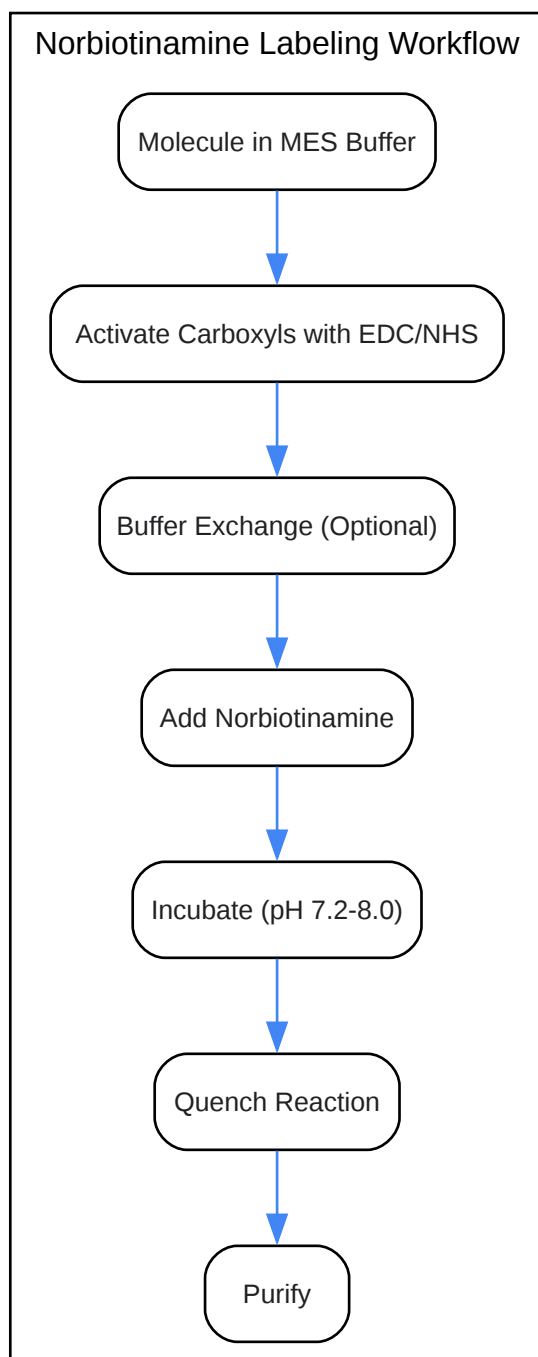 Norbiotinamine Labeling Workflow
Molecule in MES Buffer
Activate Carboxyls with EDC/NHS
Buffer Exchange (Optional)
Add Norbiotinamine
Incubate (pH 7.2-8.0)
Quench Reaction
Purify